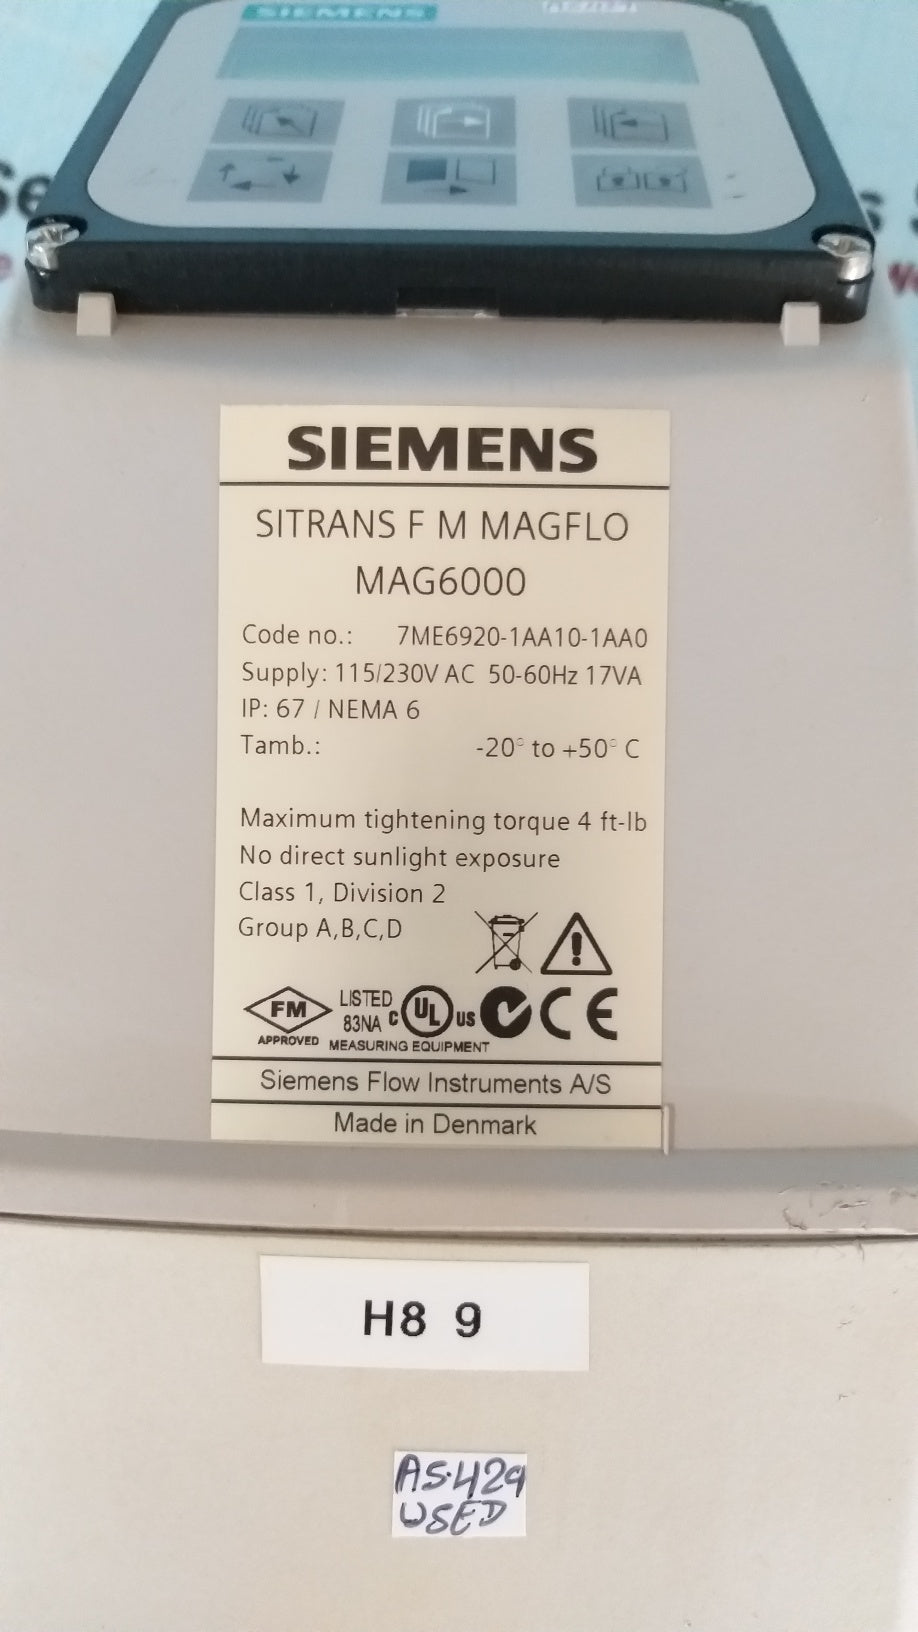 SIEMENS
SIEMENS
SITRANS F M MAGFLO
MAG6000
Code no.: 7ME6920-1AA10-1AA0
Supply: 115/230V AC 50-60Hz 17VA
IP: 67 / NEMA 6
Tamb.: -20° to +50° C
Maximum tightening torque 4 ft-lb
No direct sunlight exposure
Class 1, Division 2
Group A,B,C,D
FM
APPROVED
LISTED
83NA
C UL US
CE
MEASURING EQUIPMENT
Siemens Flow Instruments A/S
Made in Denmark
H8 9
AS-429
USED